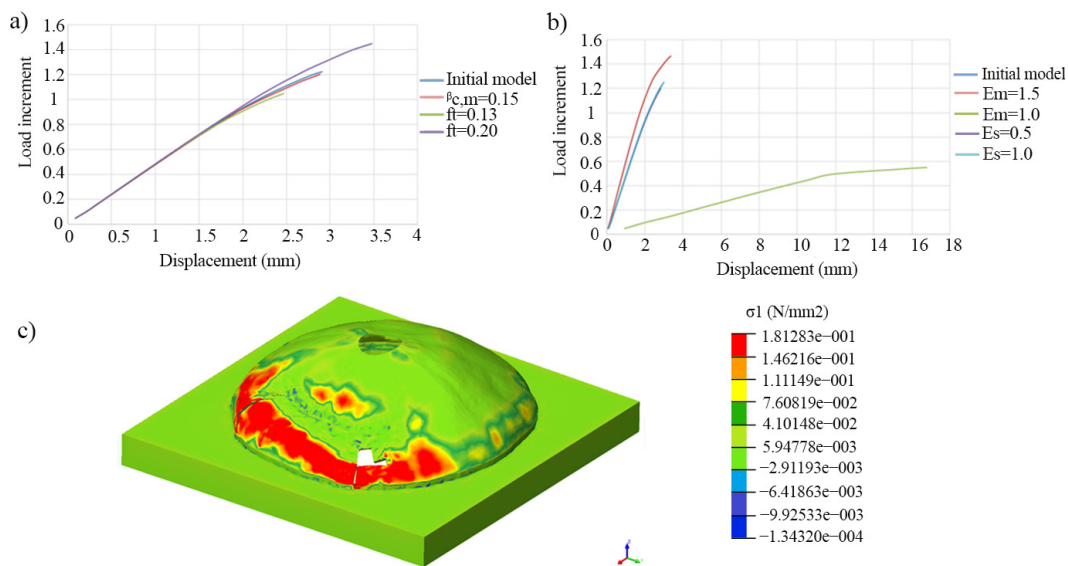 a)
Load increment
1.6
1.4
1.2
1
0.8
0.6
0.4
0.2
0
0 0.5 1 1.5 2 2.5 3 3.5 4
Displacement (mm)
Initial model
βc,m=0.15
ft=0.13
ft=0.20
b)
Load increment
1.6
1.4
1.2
1
0.8
0.6
0.4
0.2
0
0 2 4 6 8 10 12 14 16 18
Displacement (mm)
Initial model
Em=1.5
Em=1.0
Es=0.5
Es=1.0
c)
σ1 (N/mm2)
1.81283e−001
1.46216e−001
1.11149e−001
7.60819e−002
4.10148e−002
5.94778e−003
−2.91193e−003
−6.41863e−003
−9.92533e−003
−1.34320e−004